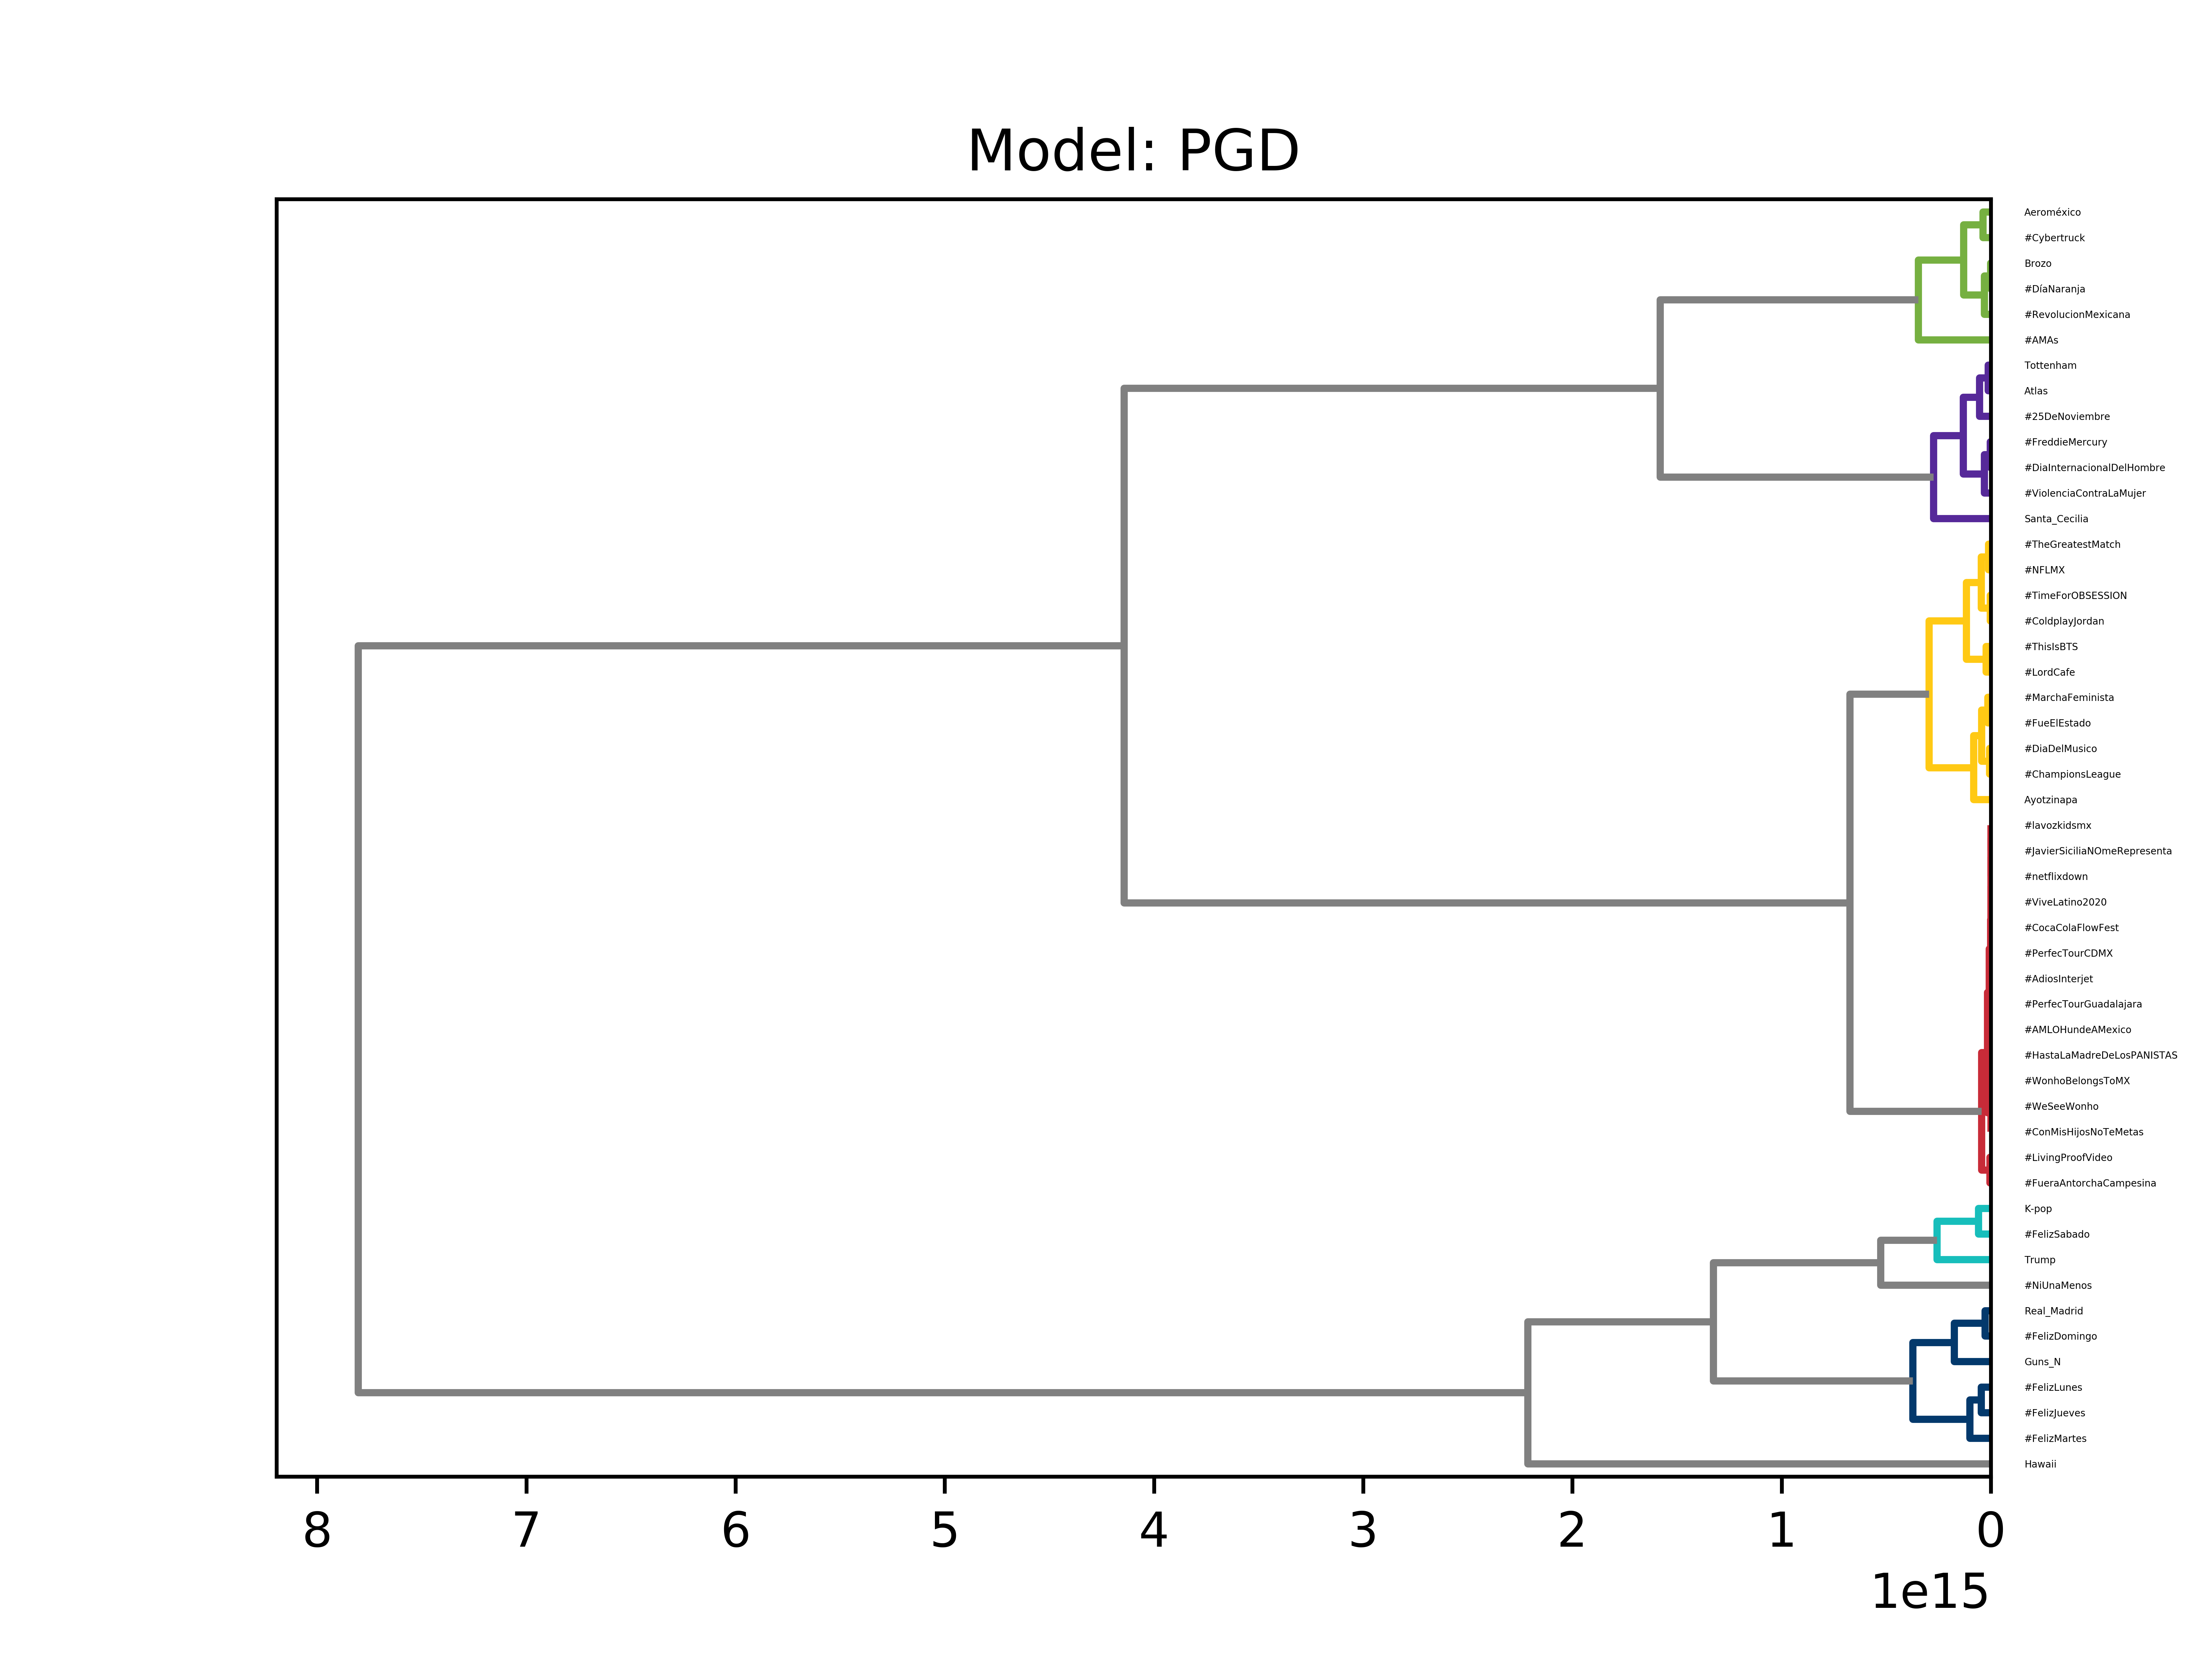 Model: PGD
Aeroméxico
#Cybertruck
Brozo
#DíaNaranja
#RevolucionMexicana
#AMAs
Tottenham
Atlas
#25DeNoviembre
#FreddieMercury
#DiaInternacionalDelHombre
#ViolenciaContraLaMujer
Santa_Cecilia
#TheGreatestMatch
#NFLMX
#TimeForOBSESSION
#ColdplayJordan
#ThisIsBTS
#LordCafe
#MarchaFeminista
#FueElEstado
#DiaDelMusico
#ChampionsLeague
Ayotzinapa
#lavozkidsmx
#JavierSiciliaNOmeRepresenta
#netflixdown
#ViveLatino2020
#CocaColaFlowFest
#PerfecTourCDMX
#AdiosInterjet
#PerfecTourGuadalajara
#AMLOHundeAMexico
#HastaLaMadreDeLosPANISTAS
#WonhoBelongsToMX
#WeSeeWonho
#ConMisHijosNoTeMetas
#LivingProofVideo
#FueraAntorchaCampesina
K-pop
#FelizSabado
Trump
#NiUnaMenos
Real_Madrid
#FelizDomingo
Guns_N
#FelizLunes
#FelizJueves
#FelizMartes
Hawaii
8 7 6 5 4 3 2 1 0
1e15